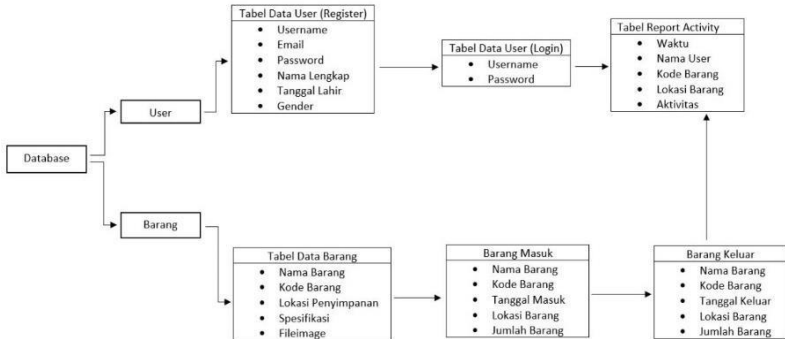 Database
User
Barang
Tabel Data User (Register)
• Username
• Email
• Password
• Nama Lengkap
• Tanggal Lahir
• Gender
Tabel Data User (Login)
• Username
• Password
Tabel Report Activity
• Waktu
• Nama User
• Kode Barang
• Lokasi Barang
• Aktivitas
Tabel Data Barang
• Nama Barang
• Kode Barang
• Lokasi Penyimpanan
• Spesifikasi
• Fileimage
Barang Masuk
• Nama Barang
• Kode Barang
• Tanggal Masuk
• Lokasi Barang
• Jumlah Barang
Barang Keluar
• Nama Barang
• Kode Barang
• Tanggal Keluar
• Lokasi Barang
• Jumlah Barang